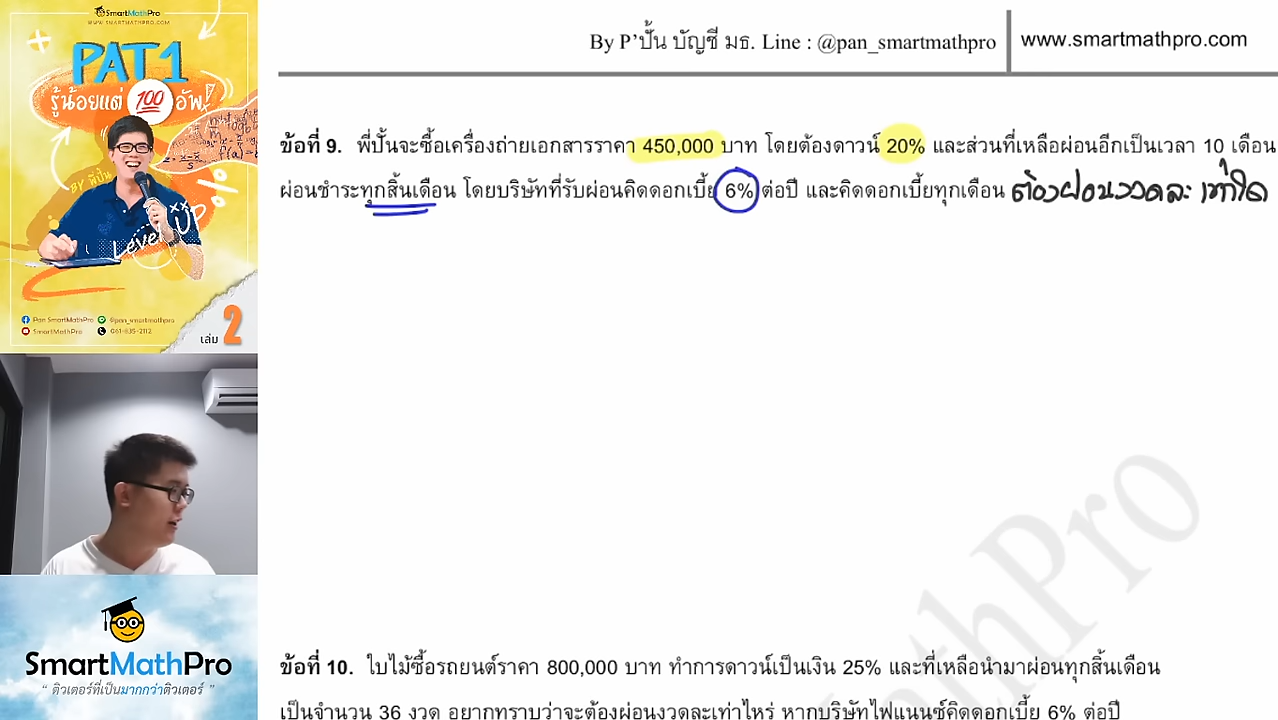 SmartMathPro
WWW.SMARTMATHPRO.COM
PAT1
รู้น้อยแต่ 100 อัพ!
BY พี่ปั้น
Level UP
Pan SmartMathPro @pan_smartmathpro
SmartMathPro 061-835-2112
เล่ม 2
SmartMathPro
“ ติวเตอร์ที่เป็นมากกว่าติวเตอร์ ”
By P’ปั้น บัญชี มธ. Line : @pan_smartmathpro
www.smartmathpro.com
ข้อที่ 9. พี่ปั้นจะซื้อเครื่องถ่ายเอกสารราคา 450,000 บาท โดยต้องดาวน์ 20% และส่วนที่เหลือผ่อนอีกเป็นเวลา 10 เดือน
ผ่อนชำระทุกสิ้นเดือน โดยบริษัทที่รับผ่อนคิดดอกเบี้ย 6% ต่อปี และคิดดอกเบี้ยทุกเดือน ต้องผ่อนงวดละ เท่าใด
thPro
ข้อที่ 10. ใบไม้ซื้อรถยนต์ราคา 800,000 บาท ทำการดาวน์เป็นเงิน 25% และที่เหลือนำมาผ่อนทุกสิ้นเดือน
เป็นจำนวน 36 งวด อยากทราบว่าจะต้องผ่อนงวดละเท่าไหร่ หากบริษัทไฟแนนซ์คิดดอกเบี้ย 6% ต่อปี